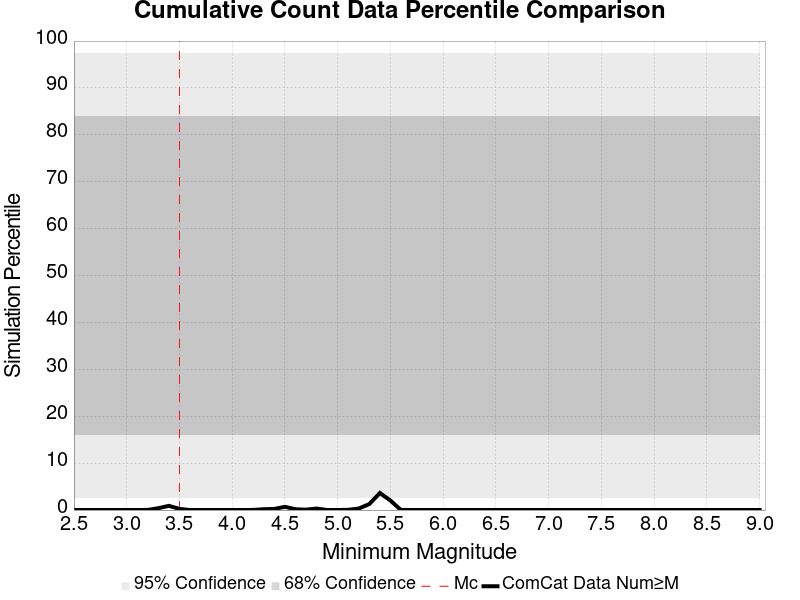 Cumulative Count Data Percentile Comparison
100
90
80
70
60
50
40
30
20
10
0
Simulation Percentile
2.5 3.0 3.5 4.0 4.5 5.0 5.5 6.0 6.5 7.0 7.5 8.0 8.5 9.0
Minimum Magnitude
95% Confidence 68% Confidence Mc ComCat Data Num≥M